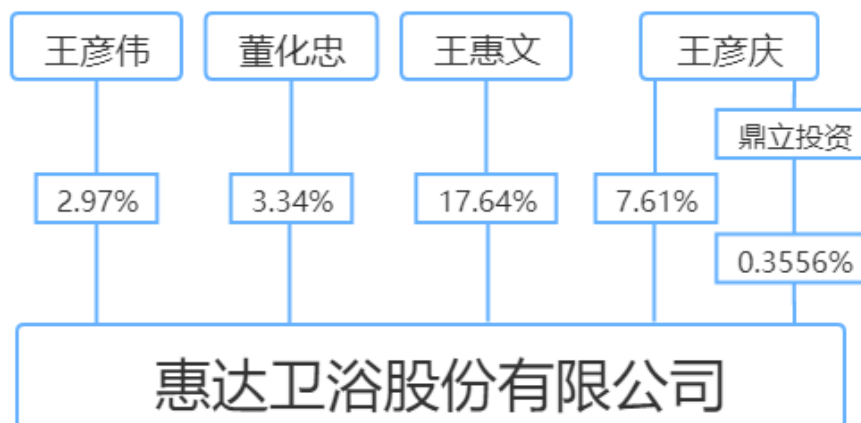 王彦伟
董化忠
王惠文
王彦庆
鼎立投资
2.97%
3.34%
17.64%
7.61%
0.3556%
惠达卫浴股份有限公司